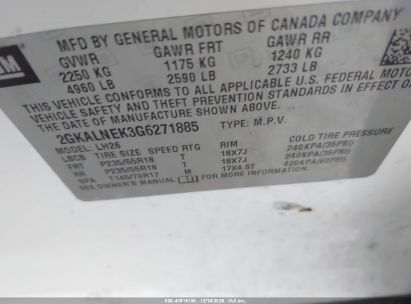 GM
MFD BY GENERAL MOTORS OF CANADA COMPANY
GVWR GAWR FRT GAWR RR
2250 KG 1175 KG 1240 KG
4960 LB 2590 LB 2733 LB
THIS VEHICLE CONFORMS TO ALL APPLICABLE U.S. FEDERAL MOTOR
VEHICLE SAFETY AND THEFT PREVENTION STANDARDS IN EFFECT ON
THE DATE OF MANUFACTURE SHOWN ABOVE.
2GKALNEK3G6271885 TYPE: M.P.V.
MODEL: LH26 COLD TIRE PRESSURE
LBCB TIRE SIZE SPEED RTG RIM
FRT P235/55R18 T 18X7J 240KPA(35PSI)
RR P235/55R18 T 18X7J 240KPA(35PSI)
SPA T145/70R17 M 17X4.5T 420KPA(60PSI)
SEE OWNER'S MANUAL FOR MORE INFORMATION.